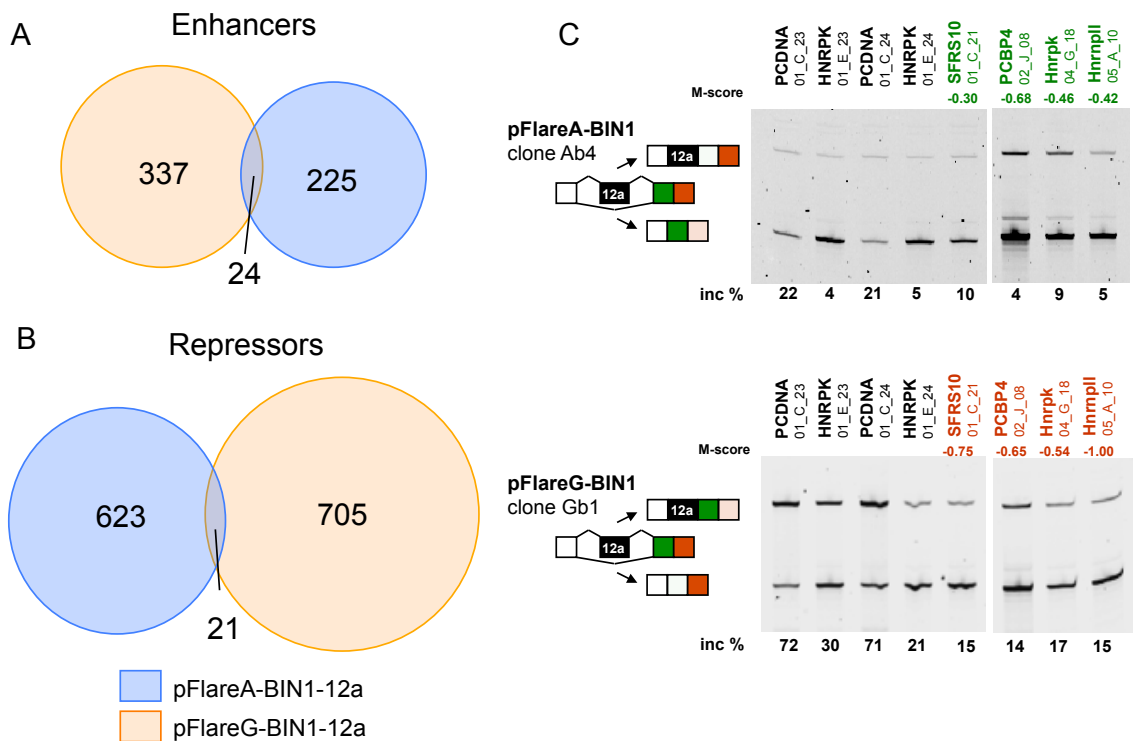 A
Enhancers
337
225
24
B
Repressors
623
705
21
pFlareA-BIN1-12a
pFlareG-BIN1-12a
C
PCDNA
01_C_23
HNRPK
01_E_23
PCDNA
01_C_24
HNRPK
01_E_24
SFRS10
01_C_21
PCBP4
02_J_08
Hnrpk
04_G_18
Hnrnpll
05_A_10
M-score
-0.30
-0.68
-0.46
-0.42
pFlareA-BIN1
clone Ab4
12a
12a
inc %
22
4
21
5
10
4
9
5
PCDNA
01_C_23
HNRPK
01_E_23
PCDNA
01_C_24
HNRPK
01_E_24
SFRS10
01_C_21
PCBP4
02_J_08
Hnrpk
04_G_18
Hnrnpll
05_A_10
M-score
-0.75
-0.65
-0.54
-1.00
pFlareG-BIN1
clone Gb1
12a
12a
inc %
72
30
71
21
15
14
17
15